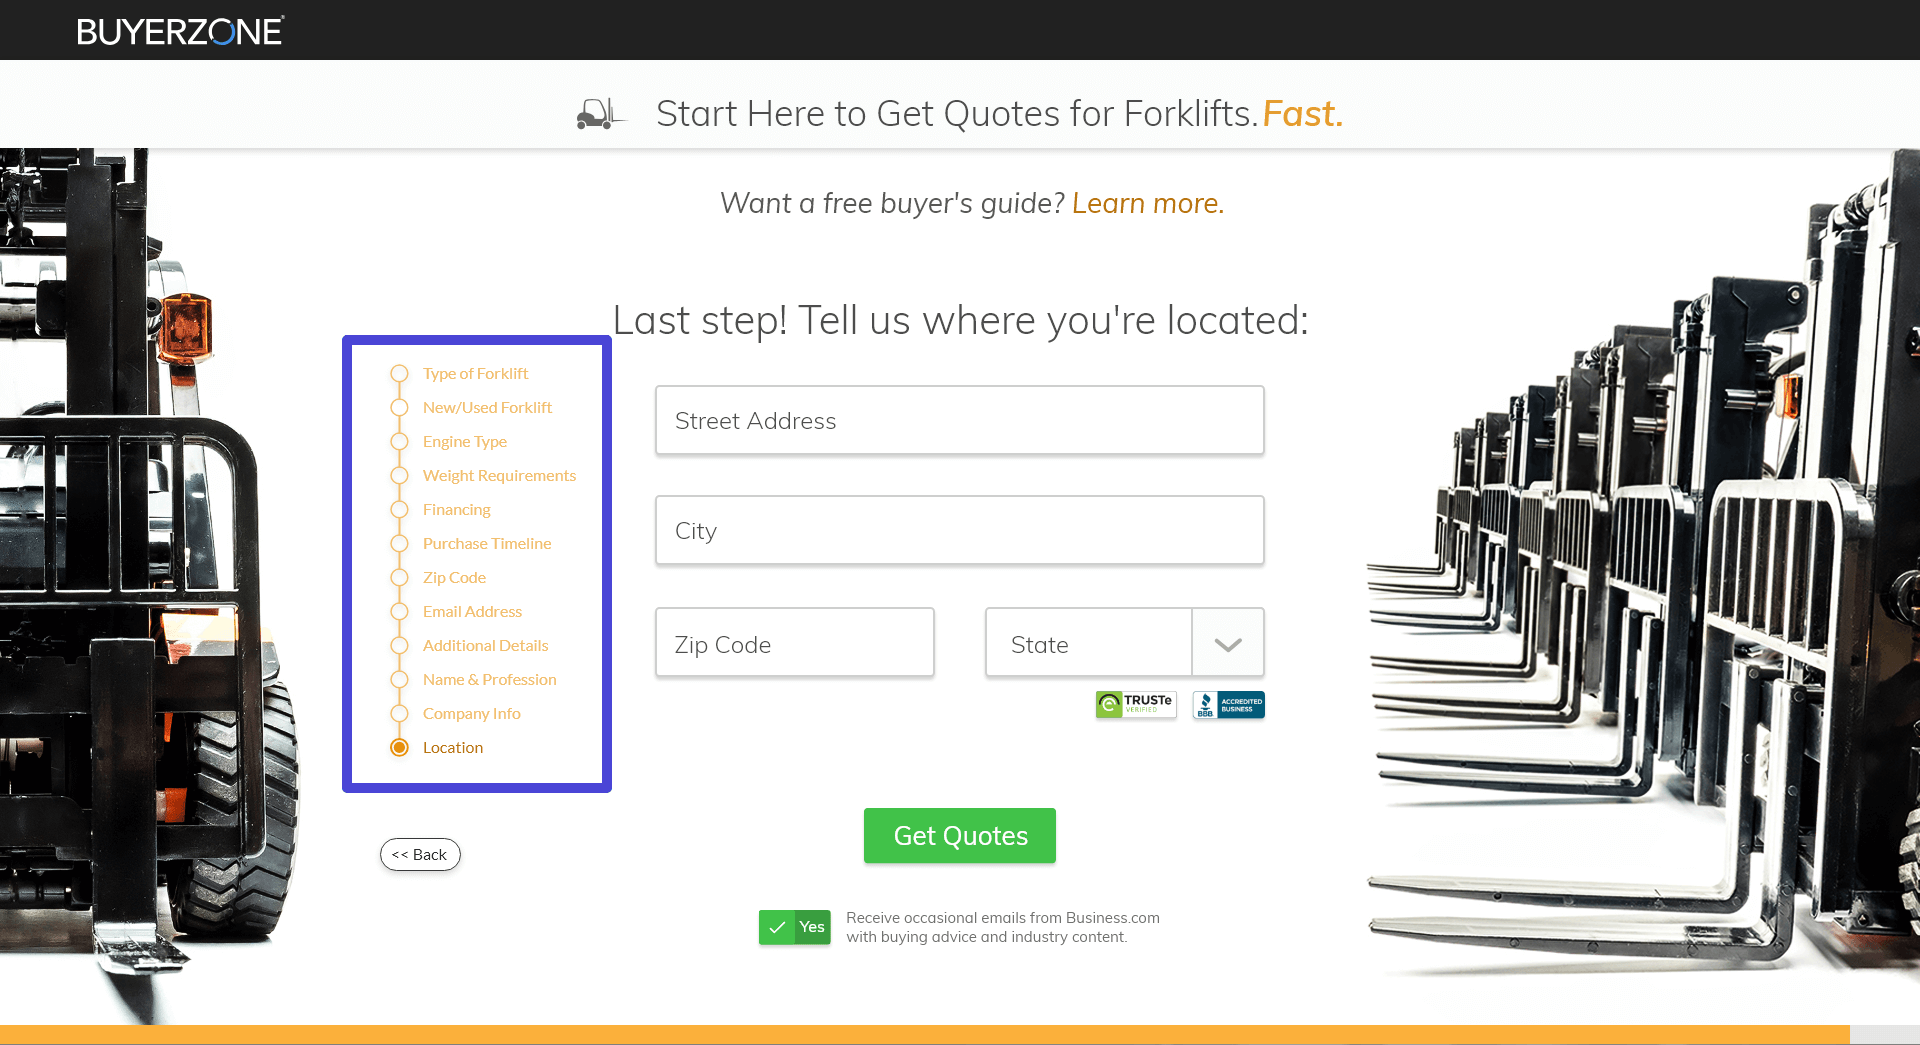 BUYERZONE®
Start Here to Get Quotes for Forklifts. Fast.
Want a free buyer's guide? Learn more.
Last step! Tell us where you're located:
Type of Forklift
New/Used Forklift
Engine Type
Weight Requirements
Financing
Purchase Timeline
Zip Code
Email Address
Additional Details
Name & Profession
Company Info
Location
<< Back
Street Address
City
Zip Code
State
TRUSTe
VERIFIED
BBB
ACCREDITED
BUSINESS
Get Quotes
Yes
Receive occasional emails from Business.com
with buying advice and industry content.